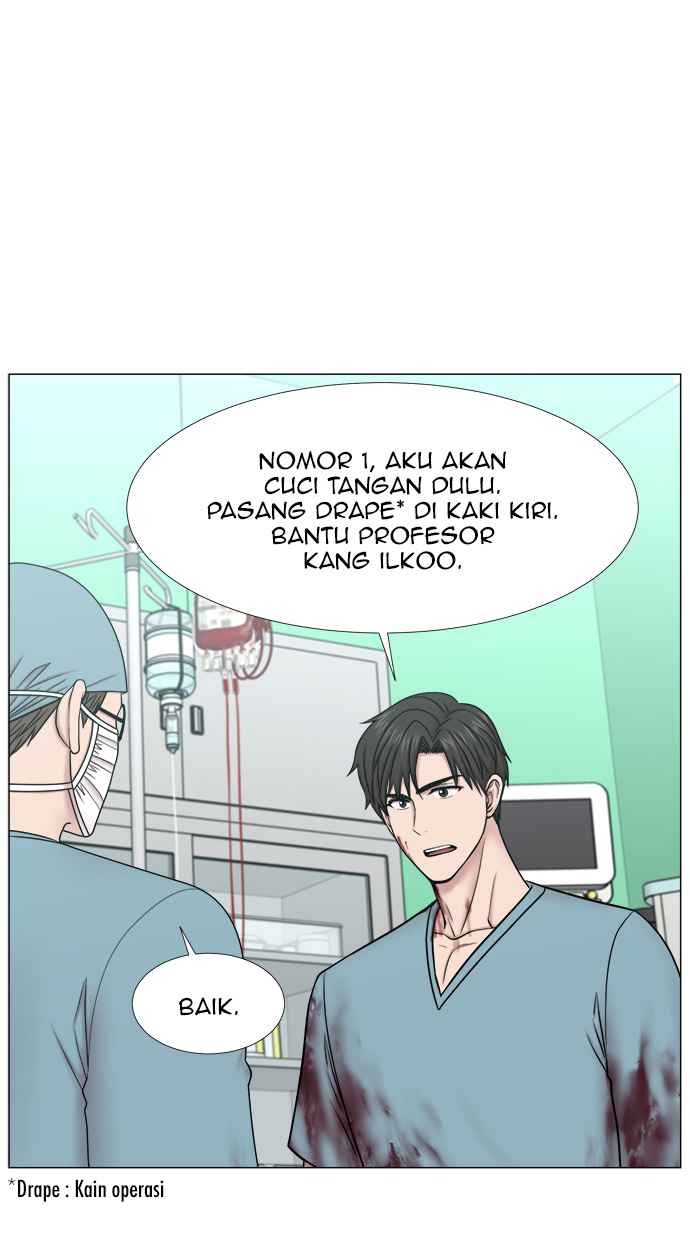 NOMOR 1, AKU AKAN
CUCI TANGAN DULU.
PASANG DRAPE* DI KAKI KIRI.
BANTU PROFESOR
KANG ILKOO.
BAIK.
*Drape : Kain operasi